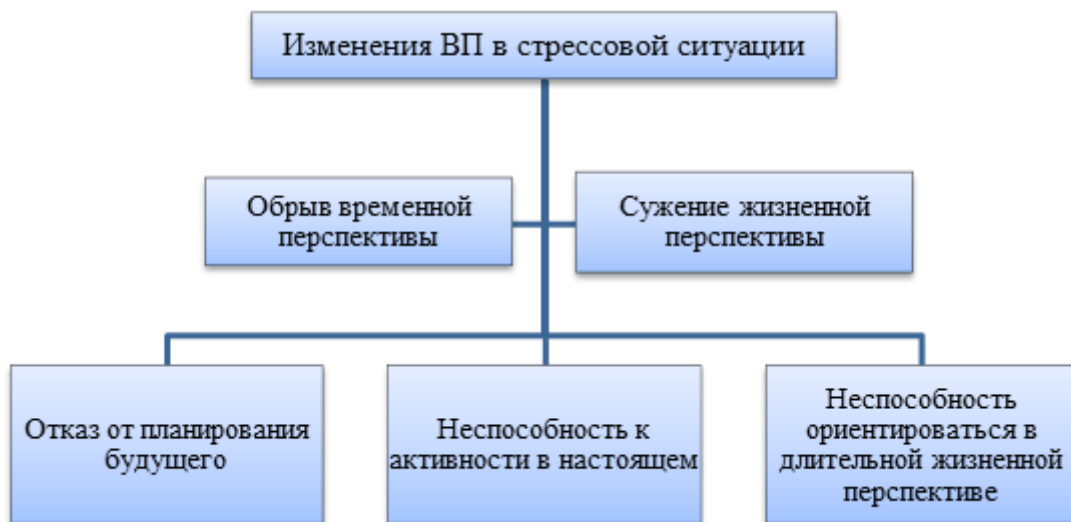 Изменения ВП в стрессовой ситуации
Обрыв временной
перспективы
Сужение жизненной
перспективы
Отказ от планирования
будущего
Неспособность к
активности в настоящем
Неспособность
ориентироваться в
длительной жизненной
перспективе